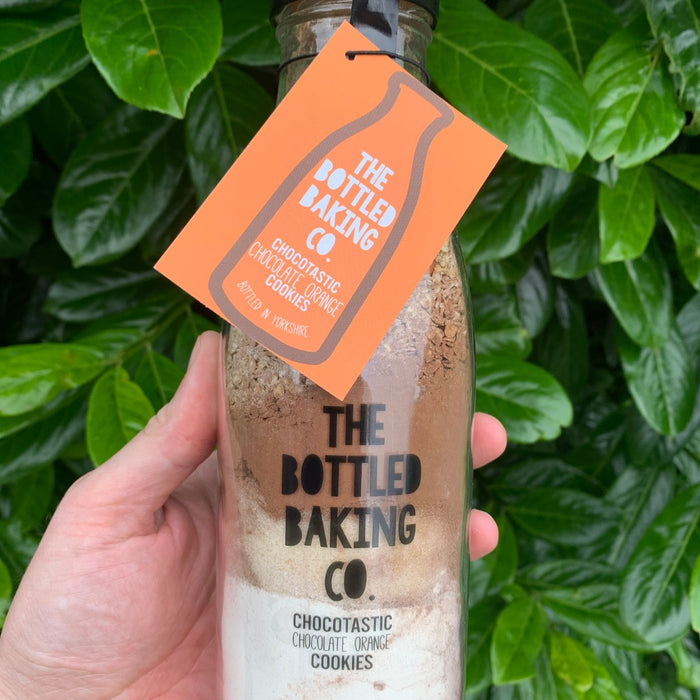 THE
BOTTLED
BAKING
CO.
CHOCOTASTIC
CHOCOLATE ORANGE
COOKIES
BOTTLED IN YORKSHIRE
THE
BOTTLED
BAKING
CO.
CHOCOTASTIC
CHOCOLATE ORANGE
COOKIES